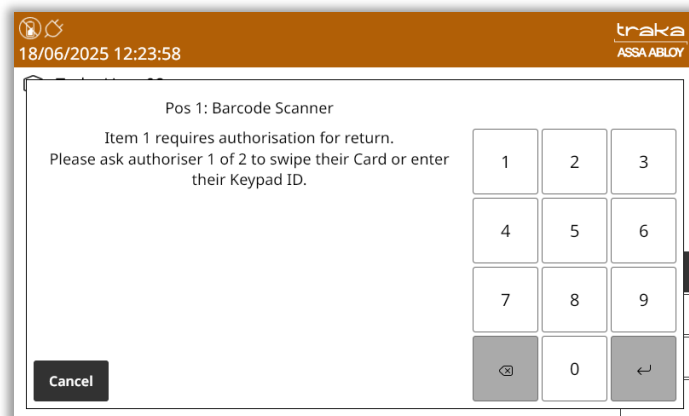 traka
18/06/2025 12:23:58
ASSA ABLOY
Pos 1: Barcode Scanner
Item 1 requires authorisation for return.
Please ask authoriser 1 of 2 to swipe their Card or enter
their Keypad ID.
1 2 3
4 5 6
7 8 9
0
Cancel